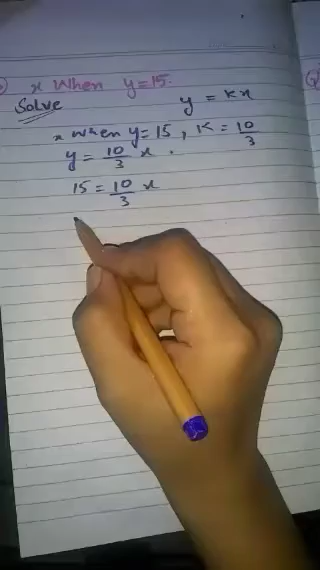 x when y=15.
Solve
y = kx
x when y=15, K = 10/3
y = 10/3 x.
15 = 10/3 x